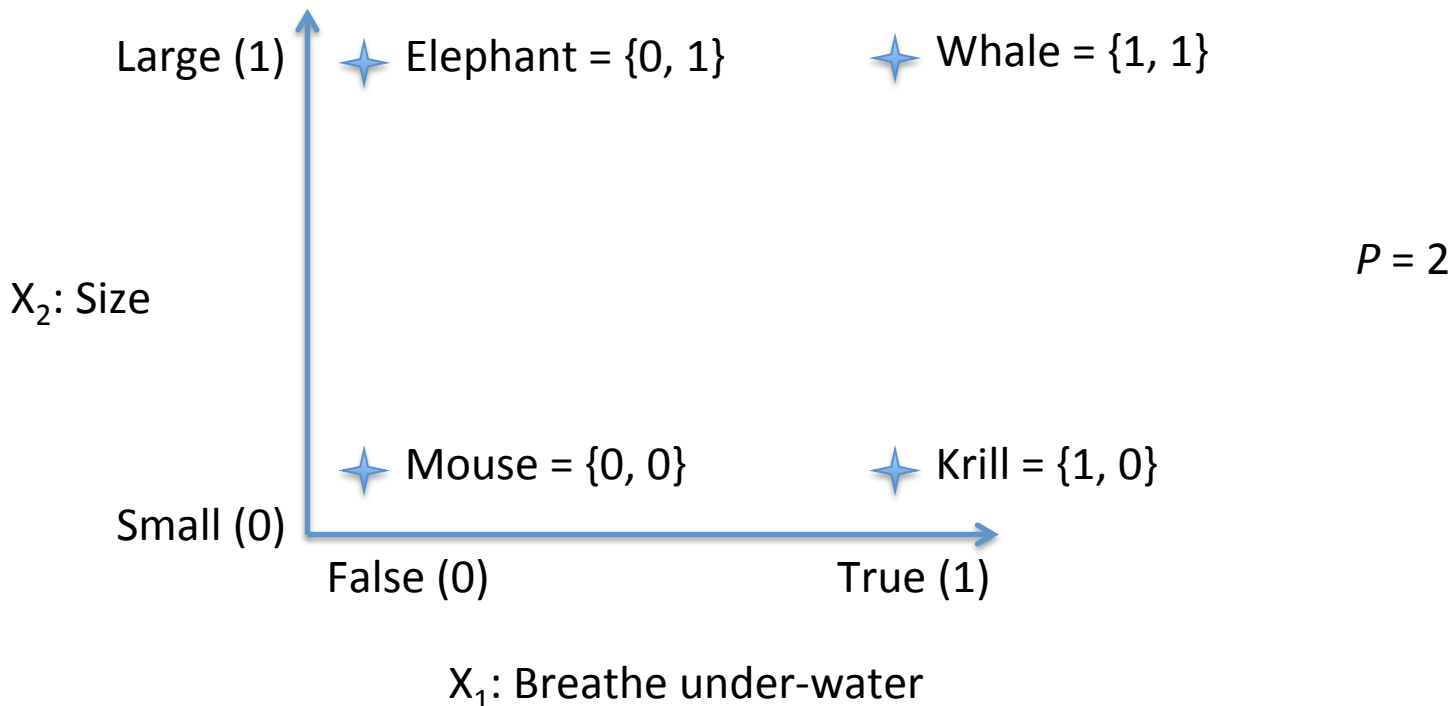 Large (1)
Elephant = {0, 1}
Whale = {1, 1}
P = 2
X₂: Size
Mouse = {0, 0}
Krill = {1, 0}
Small (0)
False (0)
True (1)
X₁: Breathe under-water